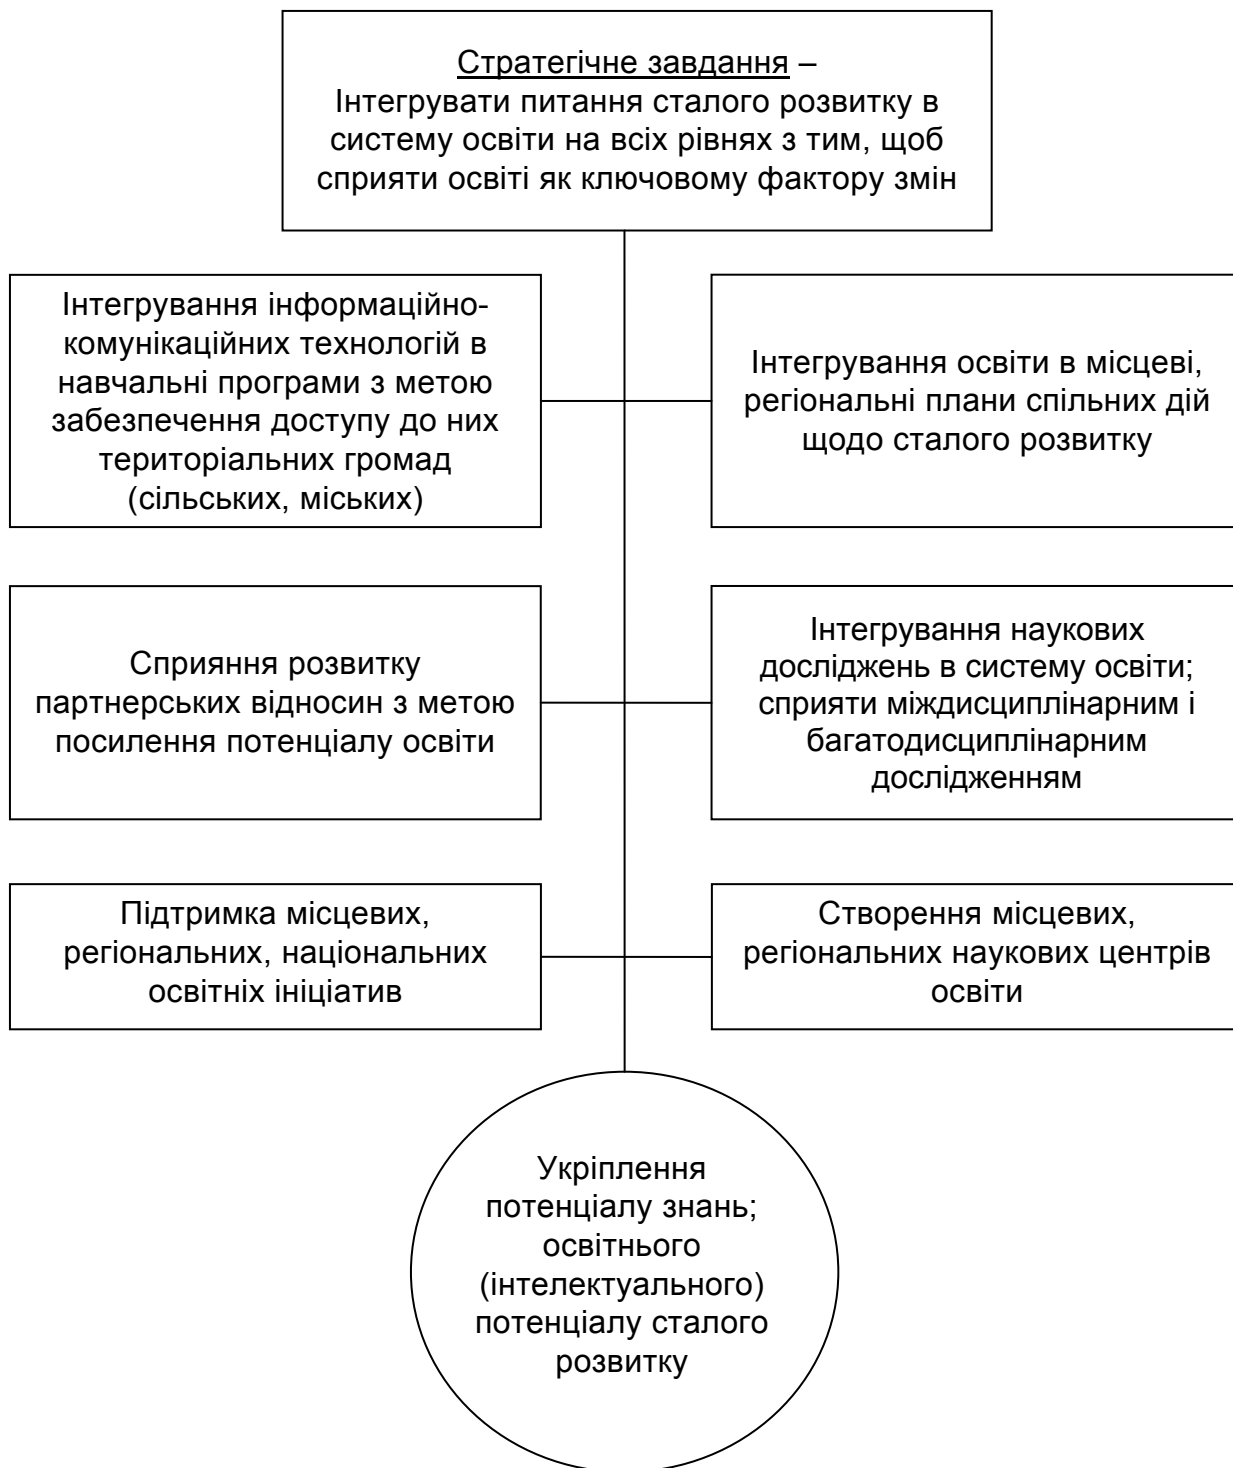 Стратегічне завдання –
Інтегрувати питання сталого розвитку в
систему освіти на всіх рівнях з тим, щоб
сприяти освіті як ключовому фактору змін
Інтегрування інформаційно-
комунікаційних технологій в
навчальні програми з метою
забезпечення доступу до них
територіальних громад
(сільських, міських)
Інтегрування освіти в місцеві,
регіональні плани спільних дій
щодо сталого розвитку
Сприяння розвитку
партнерських відносин з метою
посилення потенціалу освіти
Інтегрування наукових
досліджень в систему освіти;
сприяти міждисциплінарним і
багатодисциплінарним
дослідженням
Підтримка місцевих,
регіональних, національних
освітніх ініціатив
Створення місцевих,
регіональних наукових центрів
освіти
Укріплення
потенціалу знань;
освітнього
(інтелектуального)
потенціалу сталого
розвитку